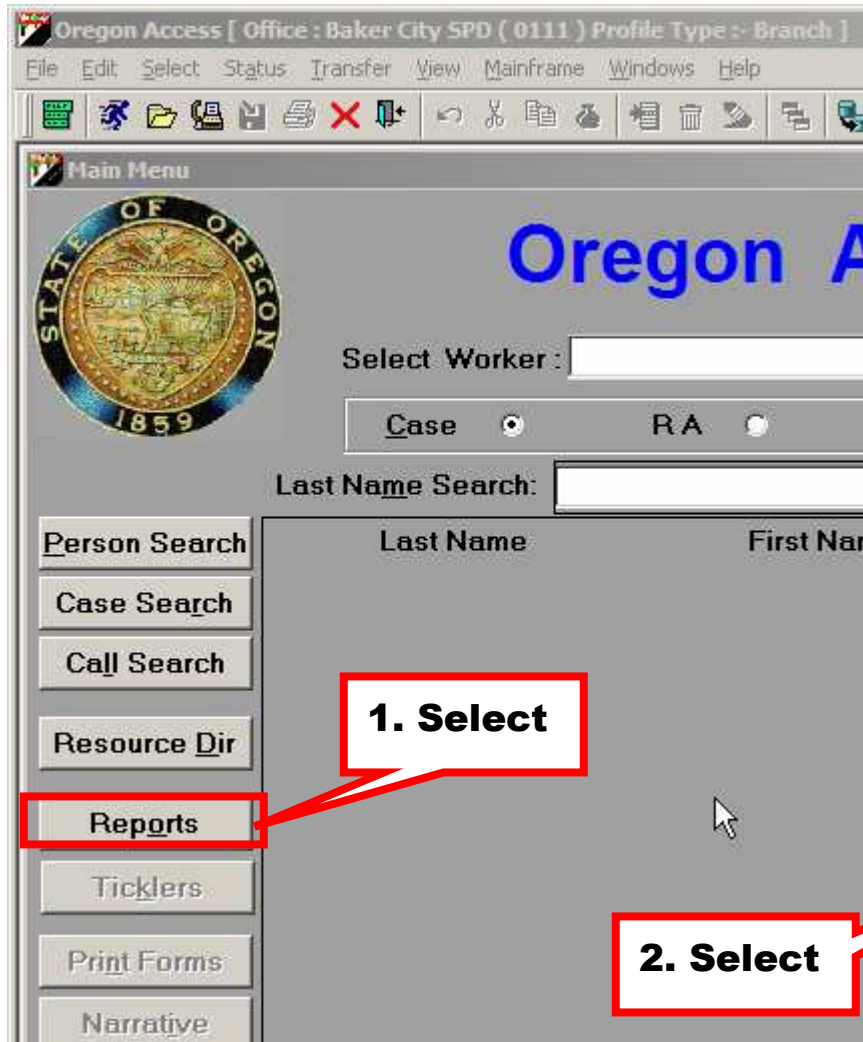 Oregon Access [ Office : Baker City SPD ( 0111 ) Profile Type :- Branch ]
File Edit Select Status Transfer View Mainframe Windows Help
Main Menu
STATE OF OREGON
1859
Oregon A
Select Worker :
Case R A
Last Name Search:
Person Search
Last Name First Nar
Case Search
Call Search
1. Select
Resource Dir
Reports
Ticklers
2. Select
Print Forms
Narrative